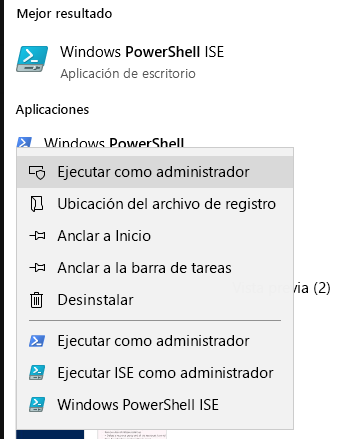 Mejor resultado
Windows PowerShell ISE
Aplicación de escritorio
Aplicaciones
Windows PowerShell
Ejecutar como administrador
Ubicación del archivo de registro
Anclar a Inicio
Anclar a la barra de tareas
(2)
Desinstalar
Ejecutar como administrador
Ejecutar ISE como administrador
Windows PowerShell ISE